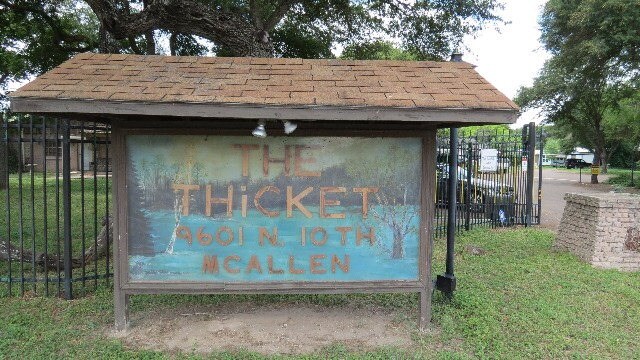 THE
THiCKET
9601 N. 10TH
MCALLEN